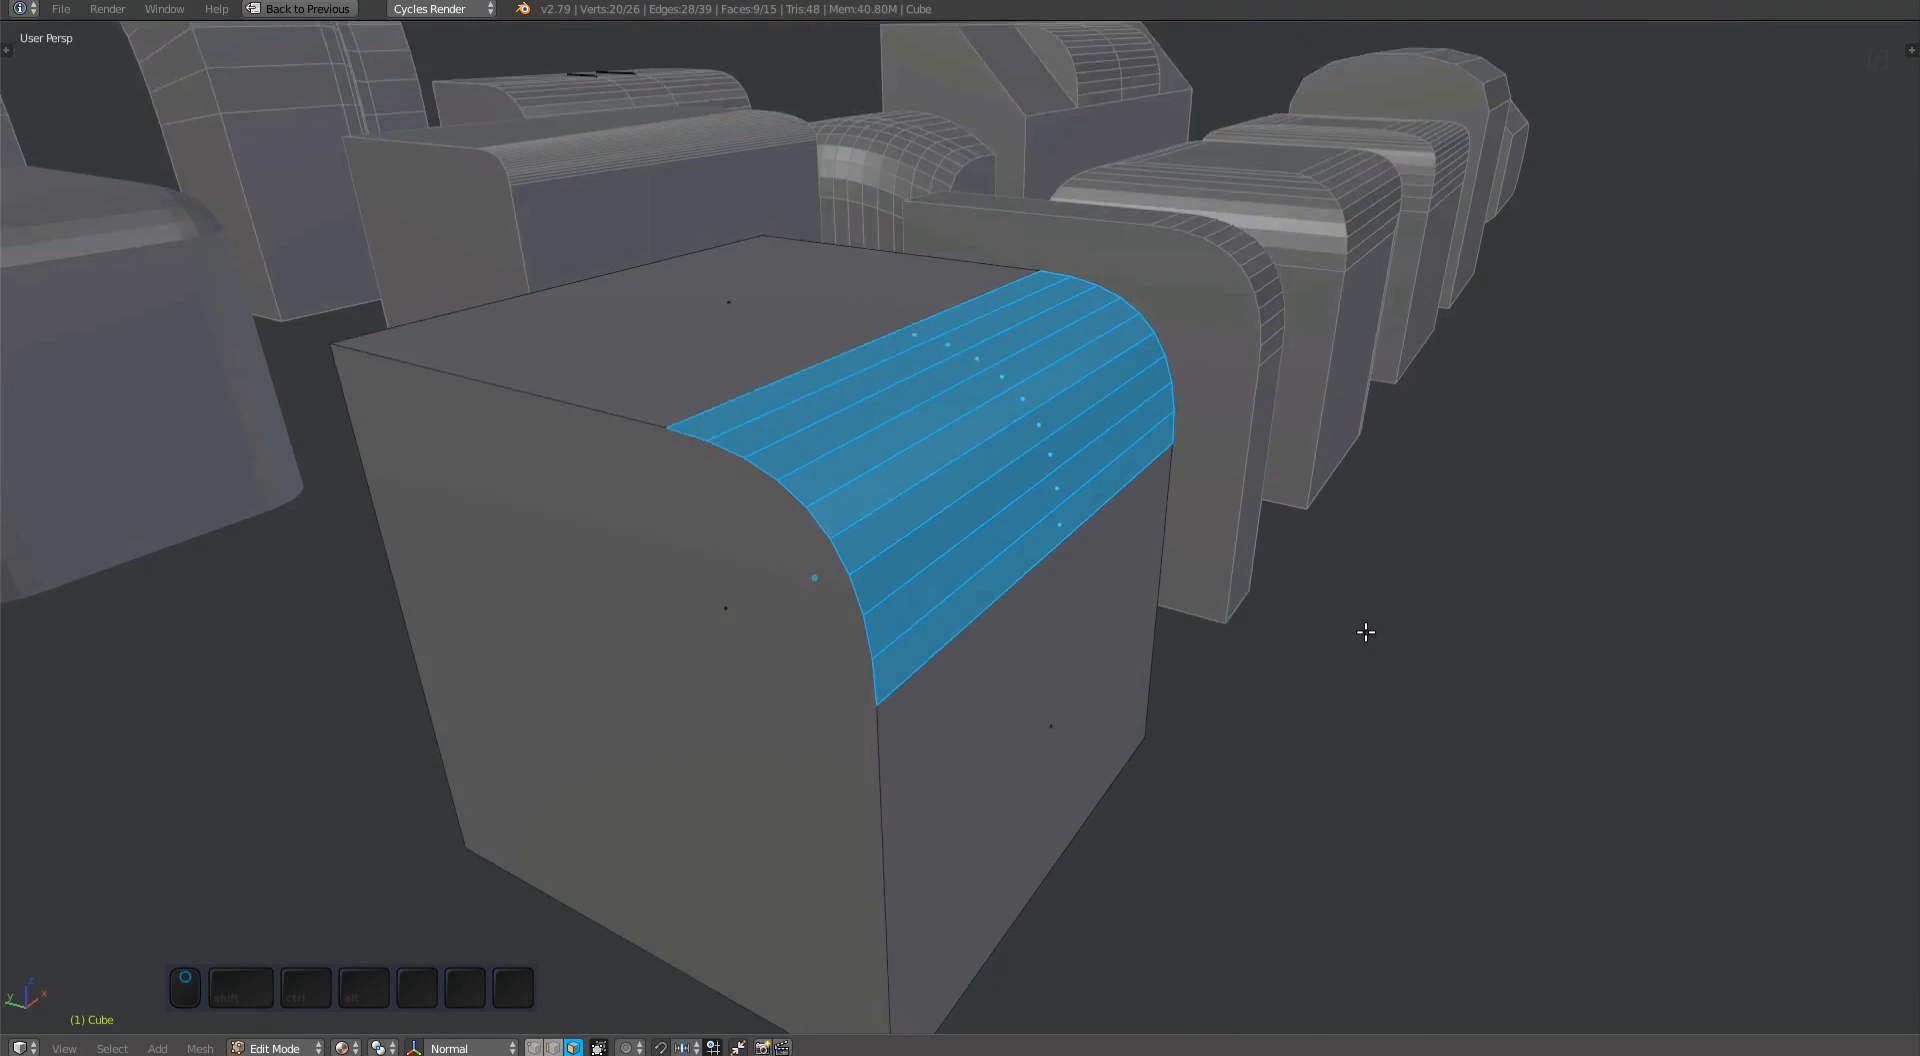 File Render Window Help Back to Previous Cycles Render v2.79 | Verts:20/26 | Edges:28/39 | Faces:9/15 | Tris:48 | Mem:40.80M | Cube
User Persp
shift ctrl alt
z
y x
(1) Cube
View Select Add Mesh Edit Mode Normal